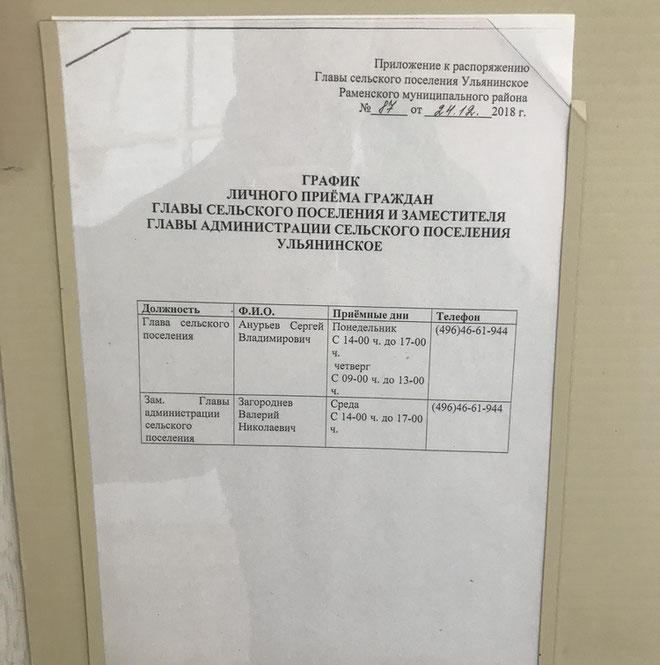 Приложение к распоряжению
Главы сельского поселения Ульянинское
Раменского муниципального района
№ 87 от 24.12. 2018 г.
ГРАФИК
ЛИЧНОГО ПРИЁМА ГРАЖДАН
ГЛАВЫ СЕЛЬСКОГО ПОСЕЛЕНИЯ И ЗАМЕСТИТЕЛЯ
ГЛАВЫ АДМИНИСТРАЦИИ СЕЛЬСКОГО ПОСЕЛЕНИЯ
УЛЬЯНИНСКОЕ
Должность Ф.И.О. Приёмные дни Телефон
Глава сельского Анурьев Сергей Понедельник (496)46-61-944
поселения Владимирович С 14-00 ч. до 17-00
ч.
четверг
С 09-00 ч. до 13-00
ч.
Зам. Главы Загороднев Среда (496)46-61-944
администрации Валерий С 14-00 ч. до 17-00
сельского Николаевич ч.
поселения